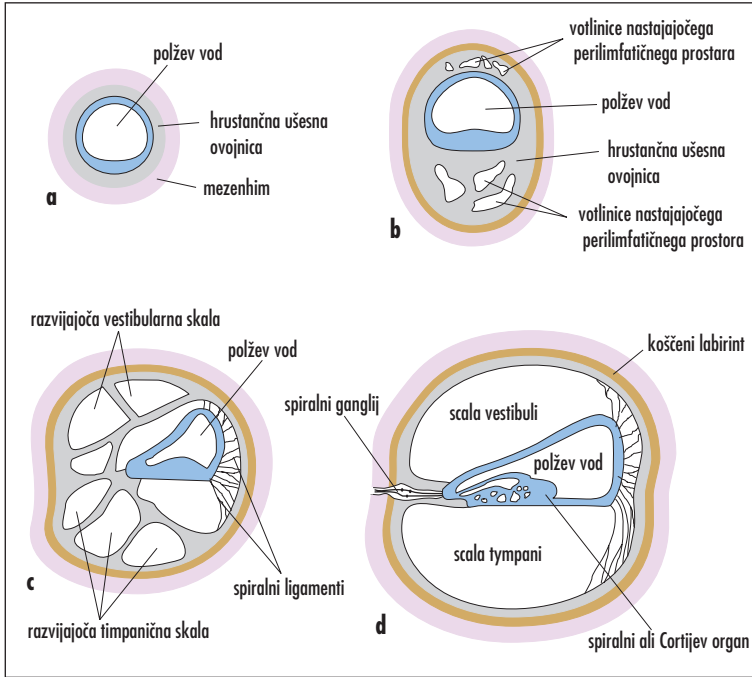 polžev vod
hrustančna ušesna
ovojnica
mezenhim
a
votlinice nastajajočega
perilimfatičnega prostara
polžev vod
hrustančna ušesna
ovojnica
votlinice nastajajočega
perilimfatičnega prostora
b
razvijajoča vestibularna skala
polžev vod
spiralni ligamenti
razvijajoča timpanična skala
c
koščeni labirint
spiralni ganglij
scala vestibuli
polžev vod
scala tympani
spiralni ali Cortijev organ
d